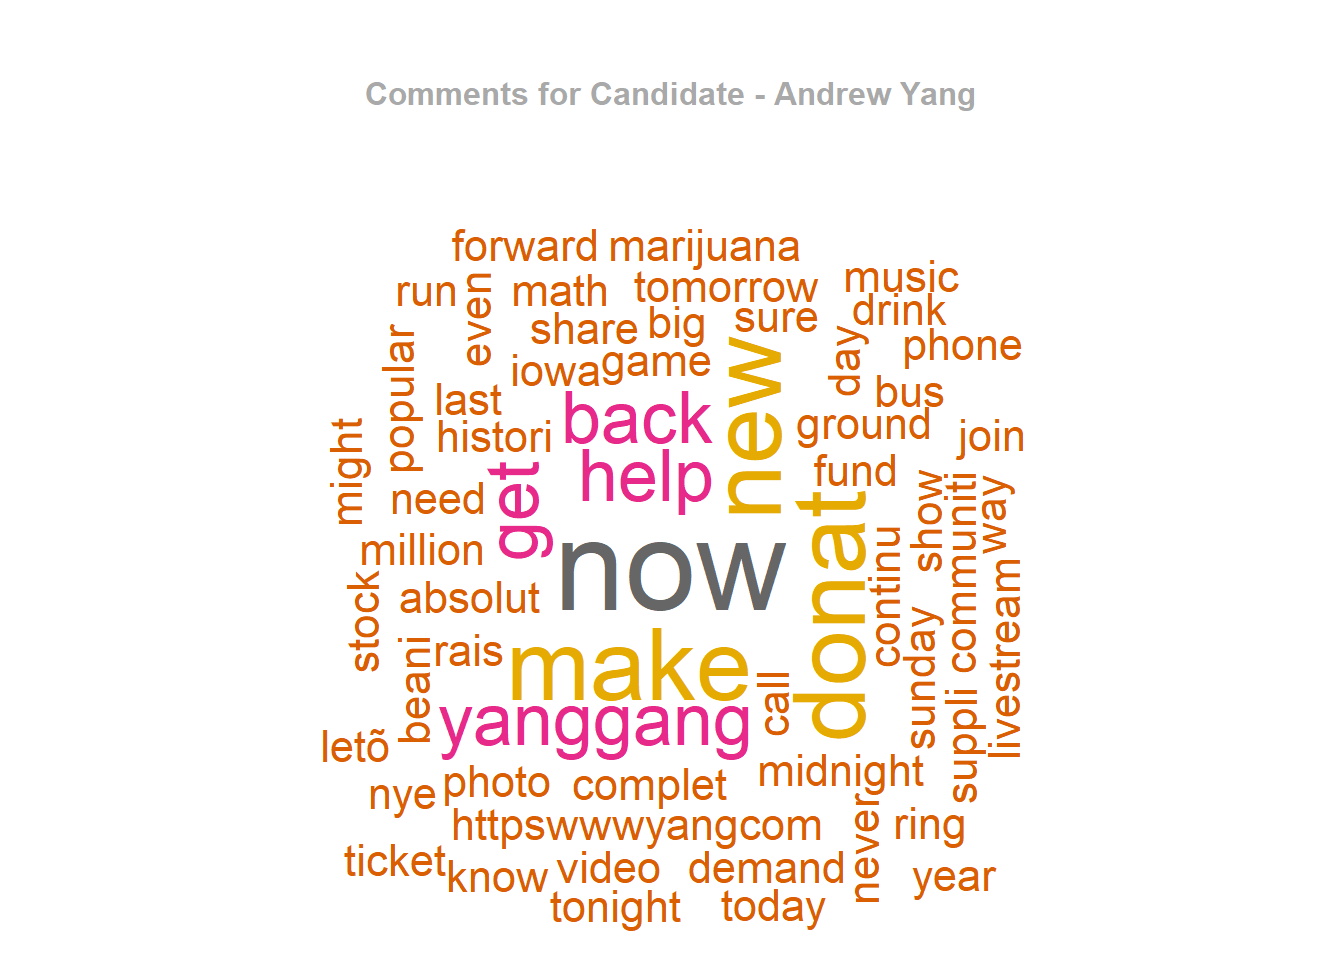 Comments for Candidate - Andrew Yang
forward marijuana
run even math tomorrow music
share big sure drink
popular iowa game new day phone
last back bus
might histori ground join
get help fund
need show communiti way
million now donat continu
stock absolut
beani rais make call sunday suppli livestream
yanggang
letõ
nye photo complet midnight
httpswwwyangcom never ring
ticket know video demand year
tonight today